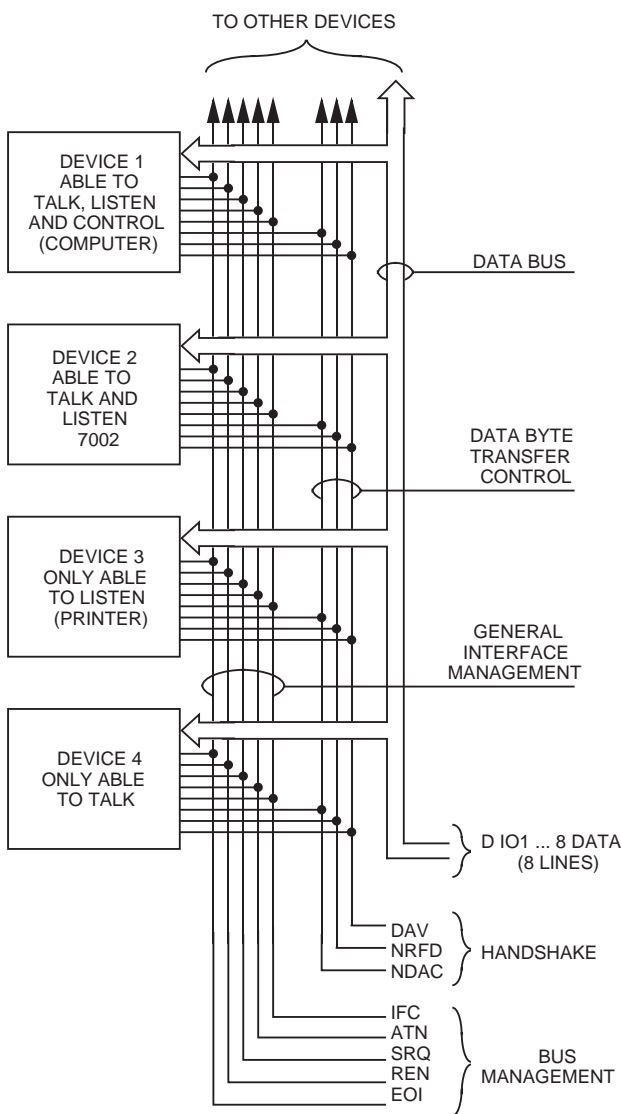 TO OTHER DEVICES
DEVICE 1
ABLE TO
TALK, LISTEN
AND CONTROL
(COMPUTER)
DATA BUS
DEVICE 2
ABLE TO
TALK AND
LISTEN
7002
DATA BYTE
TRANSFER
CONTROL
DEVICE 3
ONLY ABLE
TO LISTEN
(PRINTER)
GENERAL
INTERFACE
MANAGEMENT
DEVICE 4
ONLY ABLE
TO TALK
D IO1 ... 8 DATA
(8 LINES)
DAV
NRFD
NDAC
HANDSHAKE
IFC
ATN
SRQ
REN
EOI
BUS
MANAGEMENT